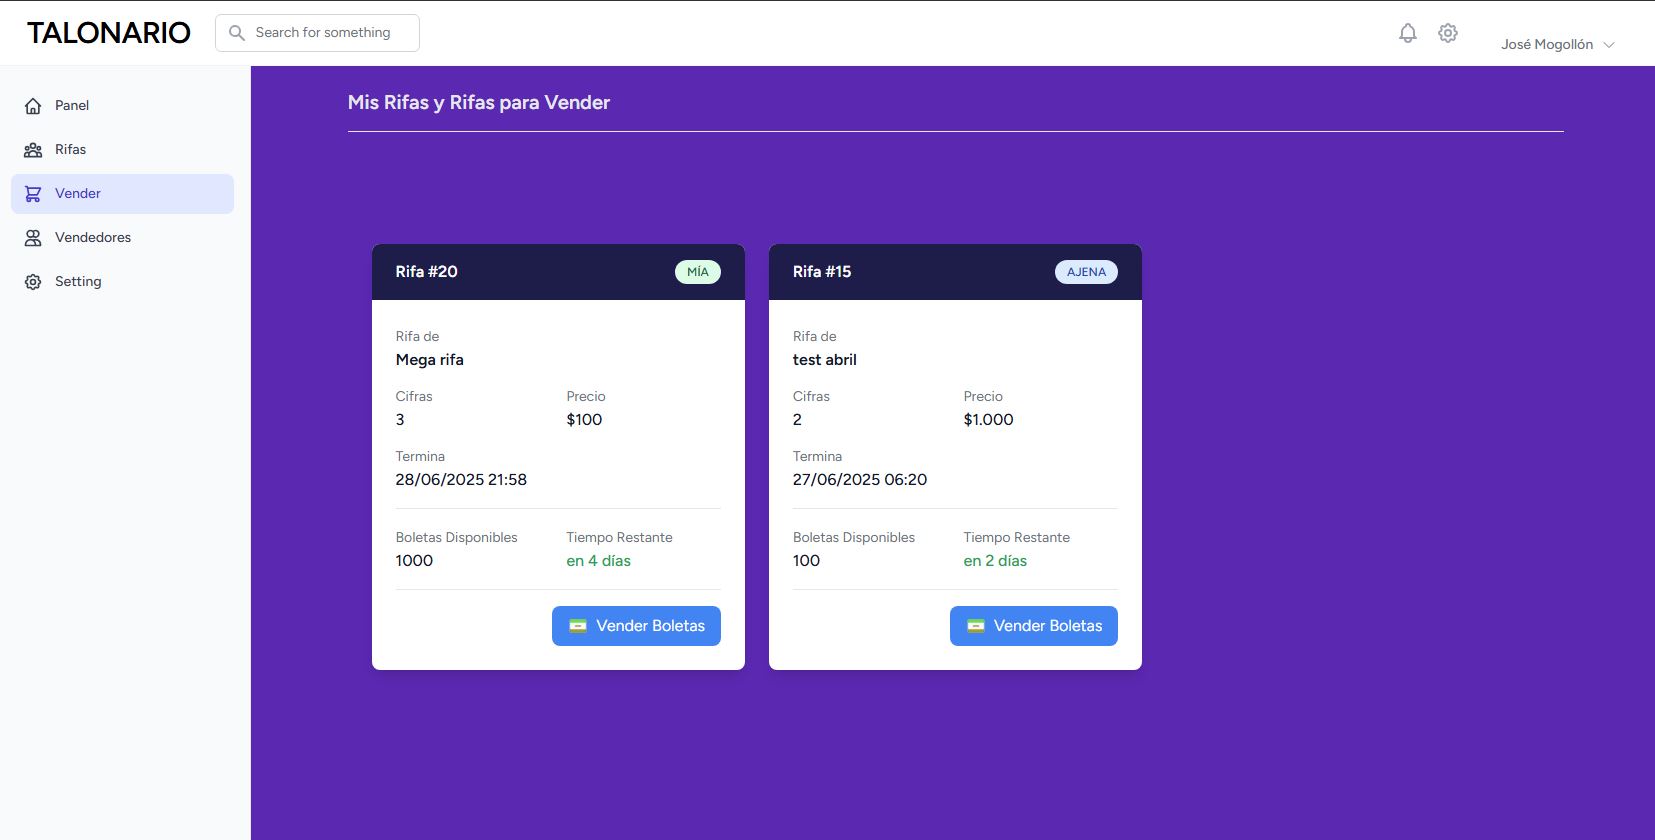 TALONARIO
Search for something
José Mogollón
Panel
Rifas
Vender
Vendedores
Setting
Mis Rifas y Rifas para Vender
Rifa #20
MÍA
Rifa de
Mega rifa
Cifras
Precio
3
$100
Termina
28/06/2025 21:58
Boletas Disponibles
Tiempo Restante
1000
en 4 días
Vender Boletas
Rifa #15
AJENA
Rifa de
test abril
Cifras
Precio
2
$1.000
Termina
27/06/2025 06:20
Boletas Disponibles
Tiempo Restante
100
en 2 días
Vender Boletas